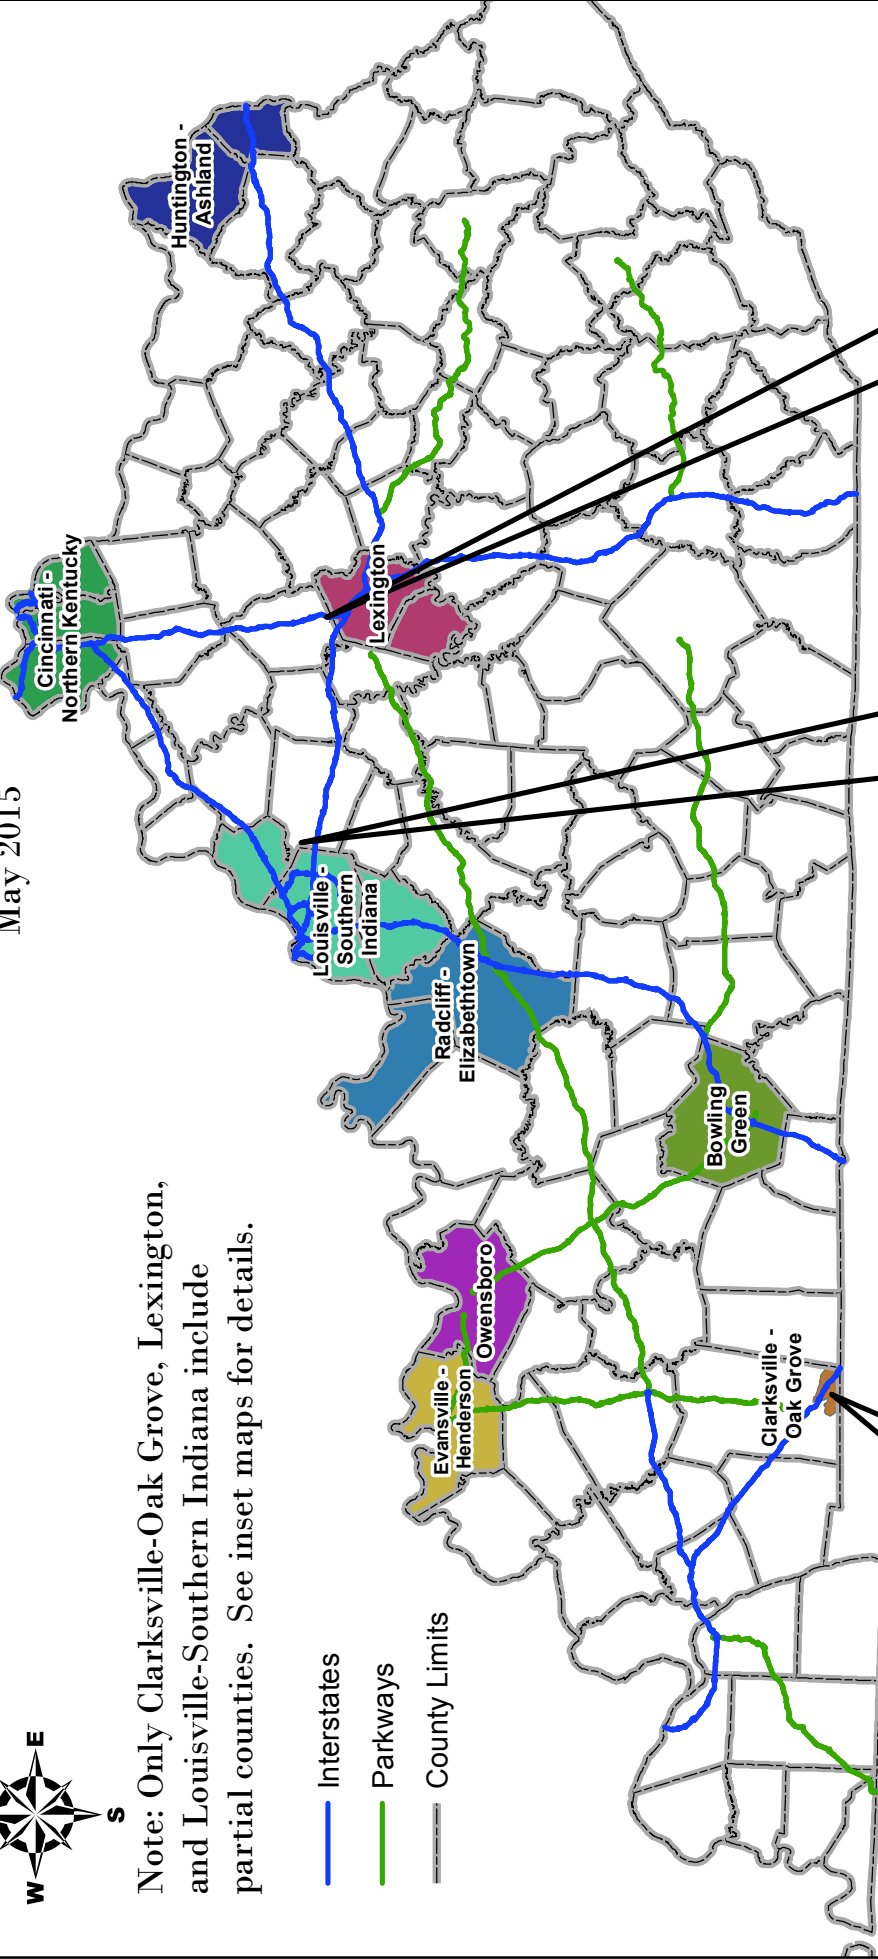 May 2015
W
E
S
Note: Only Clarksville-Oak Grove, Lexington,
and Louisville-Southern Indiana include
partial counties. See inset maps for details.
Interstates
Parkways
County Limits
Cincinnati -
Northern Kentucky
Huntington -
Ashland
Lexington
Louisville -
Southern
Indiana
Radcliff -
Elizabethtown
Owensboro
Evansville -
Henderson
Bowling
Green
Clarksville -
Oak Grove